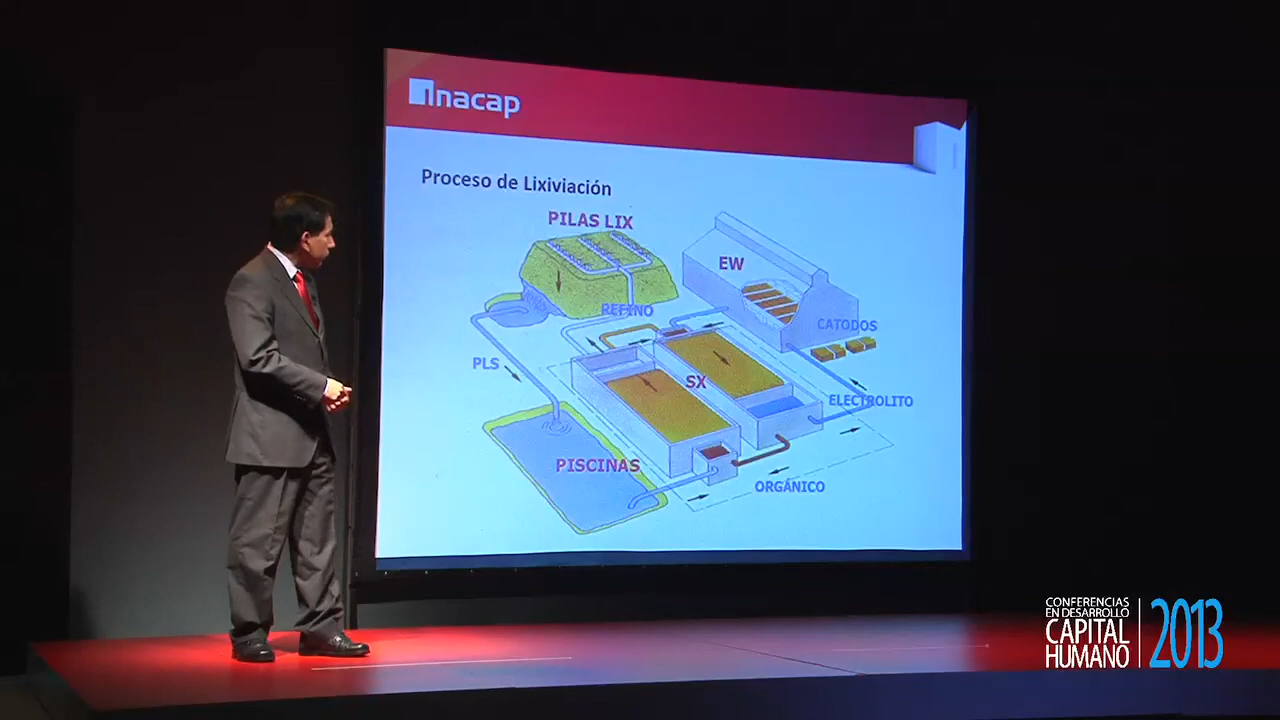 Inacap
Proceso de Lixiviación
PILAS LIX
EW
REFINO
CATODOS
PLS
SX
ELECTROLITO
PISCINAS
ORGÁNICO
CONFERENCIAS
EN DESARROLLO
CAPITAL
HUMANO
2013